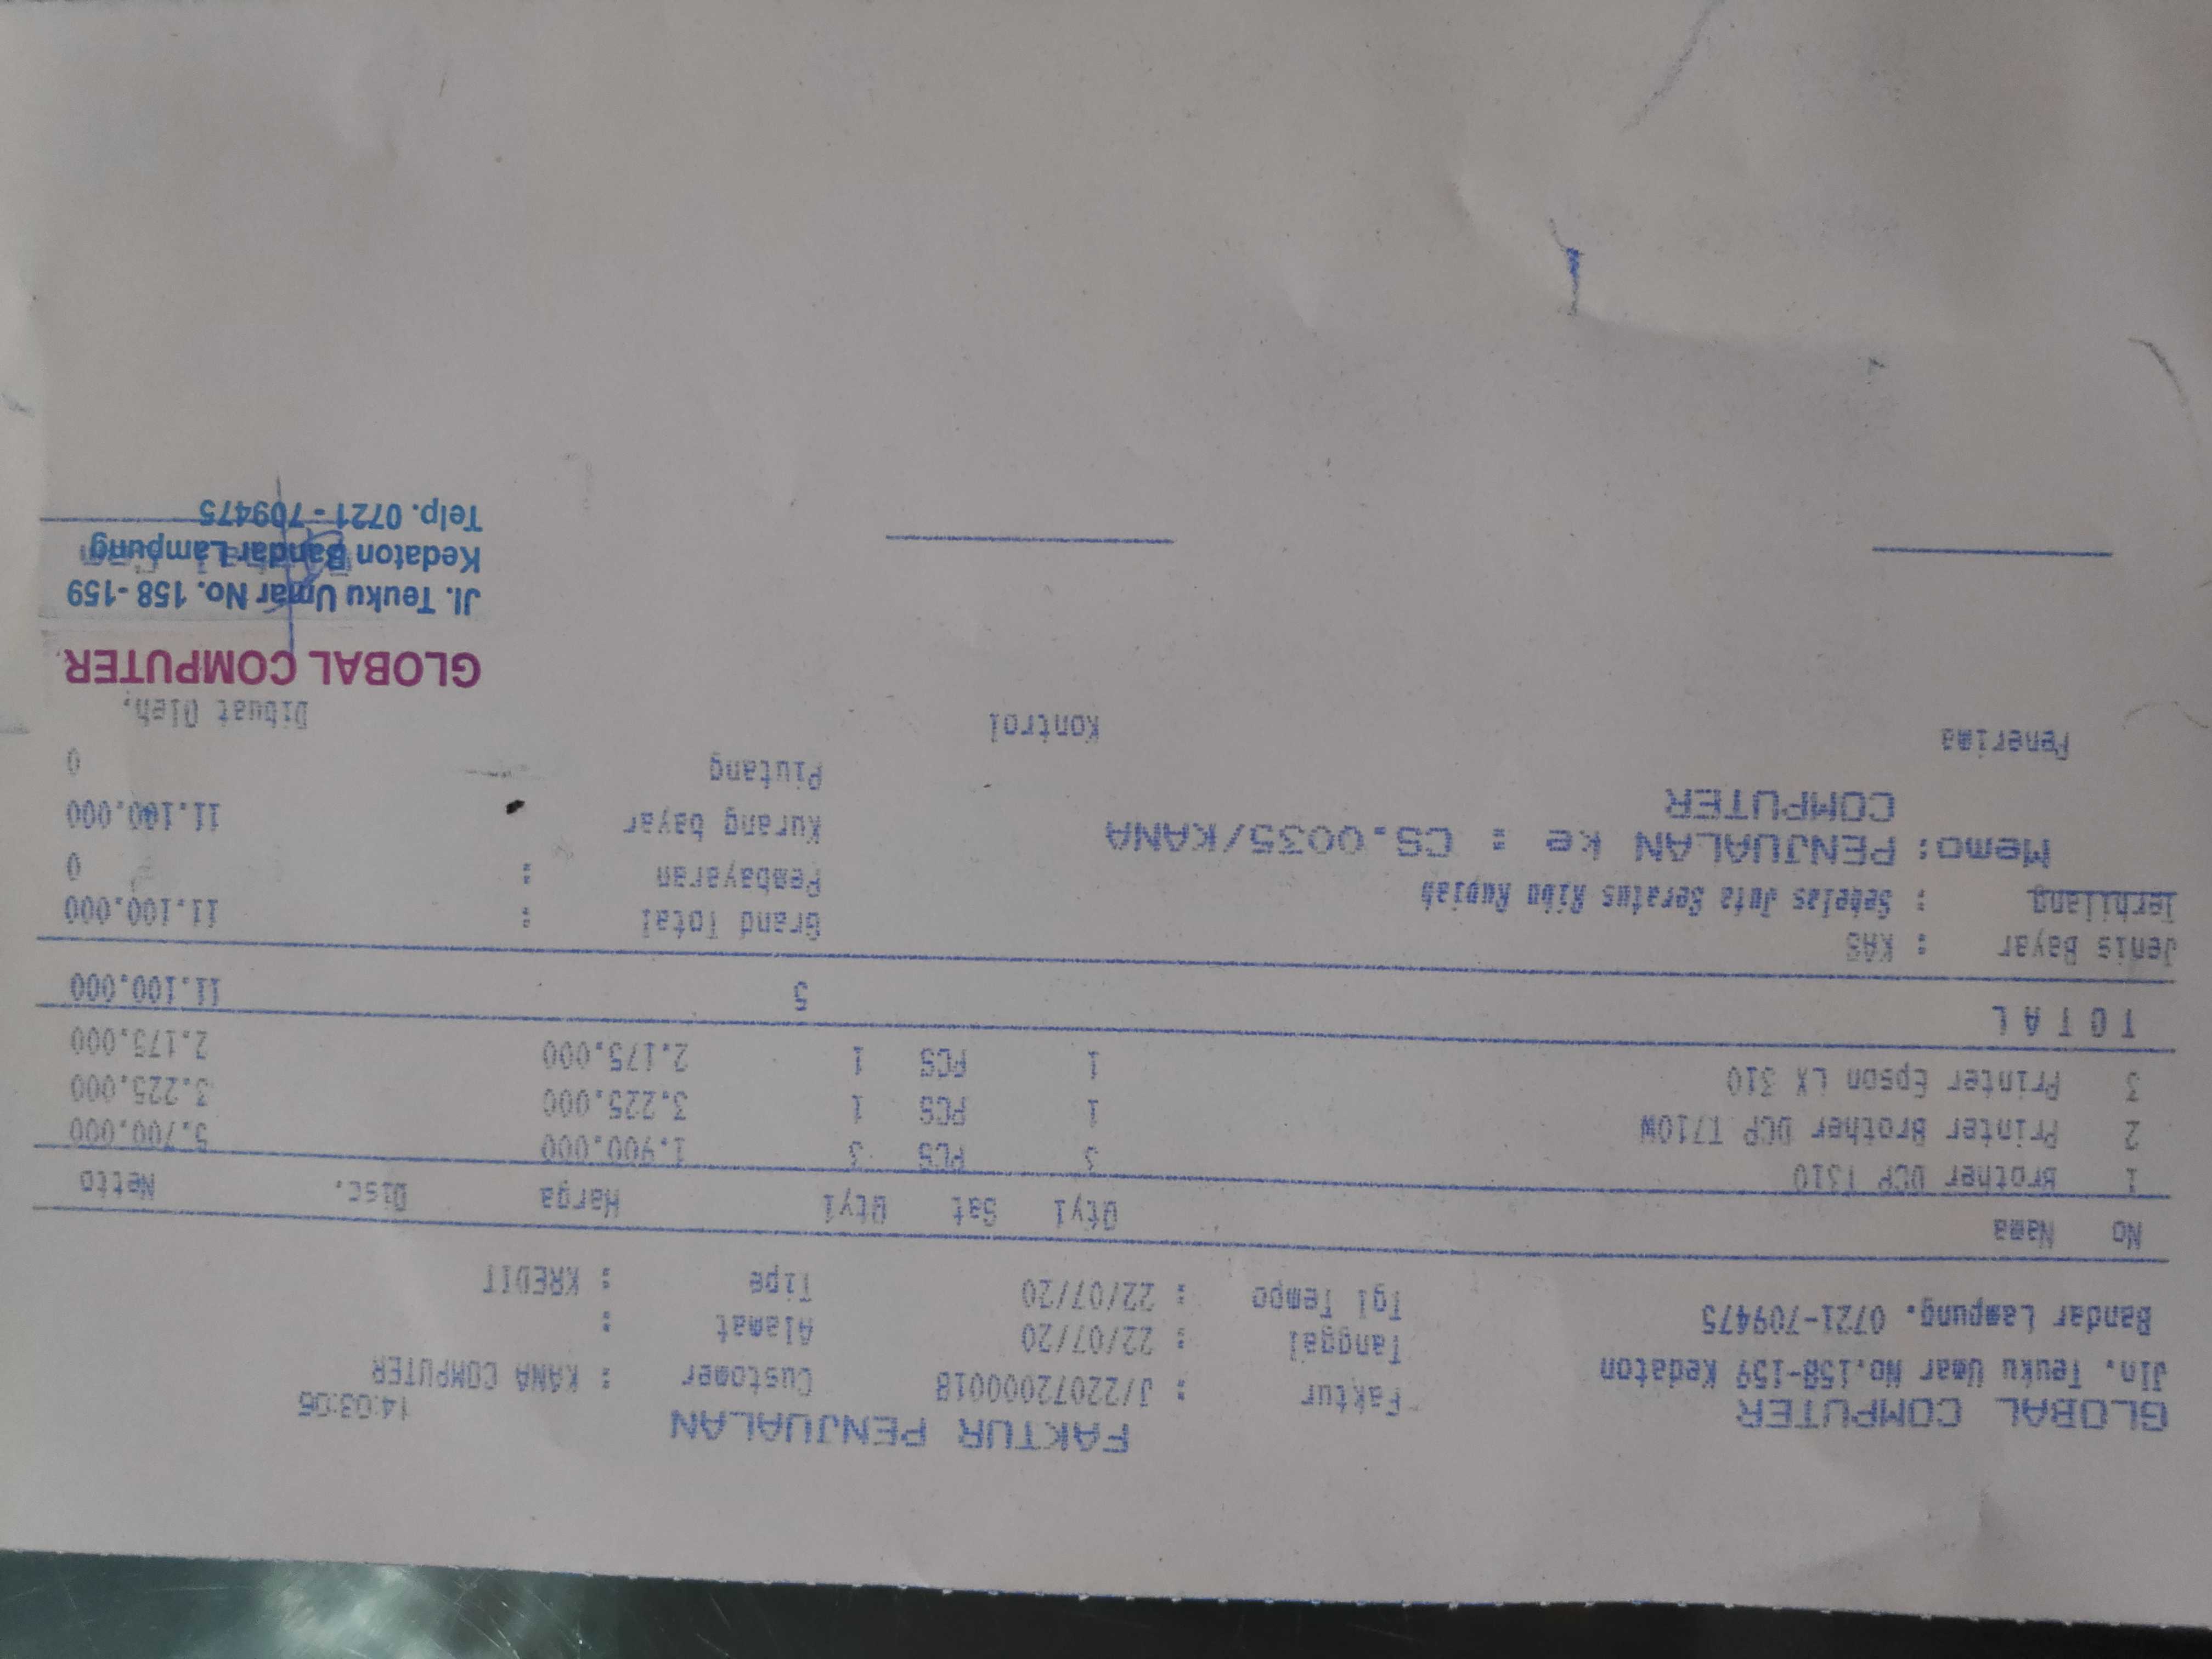 GLOBAL COMPUTER
Jln. Teuku Umar No.158-159 Kedaton
Bandar Lampung. 0721-709475
FAKTUR PENJUALAN
14:03:05
Faktur : J/22072000018
Tanggal : 22/07/20
Tgl Tempo : 22/07/20
Customer : KANA COMPUTER
Alamat :
Tipe : KREDIT
No Nama Qty1 Sat Qty1 Harga Disc. Netto
1 Brother DCP T310 3 PCS 3 1.900.000 5.700.000
2 Printer Brother DCP T710W 1 PCS 1 3.225.000 3.225.000
3 Printer Epson LX 310 1 PCS 1 2.175.000 2.175.000
T O T A L 5 11.100.000
Jenis Bayar : KAS
Terbilang : Sebelas Juta Seratus Ribu Rupiah
Memo: PENJUALAN ke : CS.0035/KANA
COMPUTER
Grand Total : 11.100.000
Pembayaran : 0
Kurang bayar 11.100.000
Piutang 0
Penerima
Kontrol
Dibuat Oleh,
GLOBAL COMPUTER
Jl. Teuku Umar No. 158 -159
Kedaton Bandar Lampung
Telp. 0721 - 709475